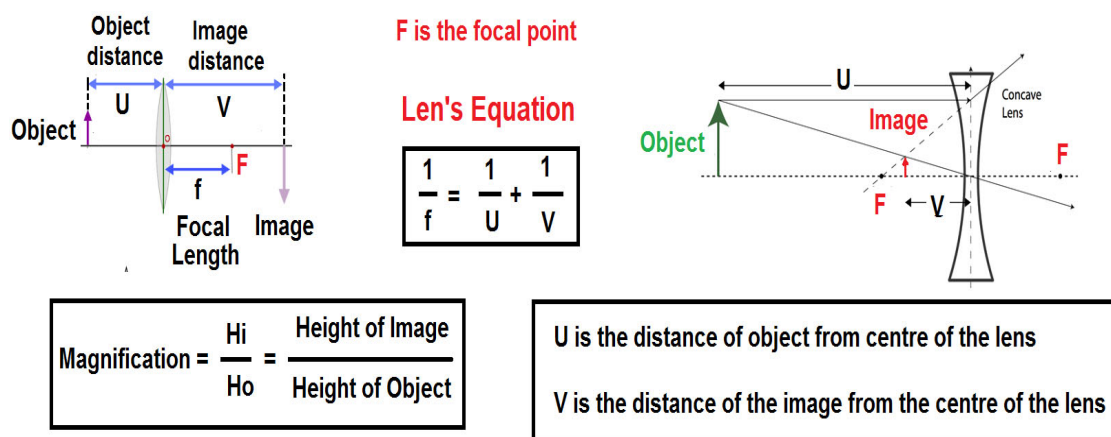 Object
distance
Image
distance
U
V
Object
O
F
f
Focal
Length
Image
F is the focal point
Len's Equation
1 1 1
— = — + —
f U V
U
Concave
Lens
Image
Object
F
F
V
Magnification = Hi / Ho = Height of Image / Height of Object
U is the distance of object from centre of the lens
V is the distance of the image from the centre of the lens